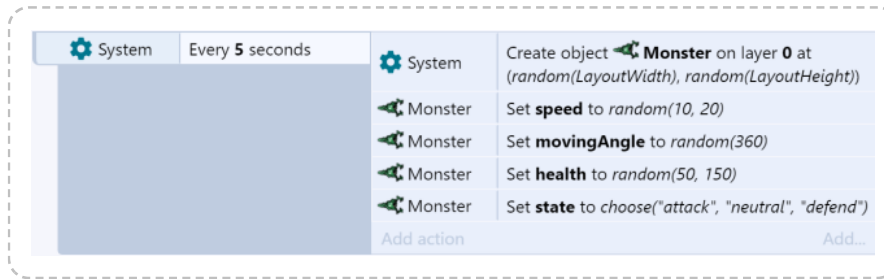 System Every 5 seconds
System Create object Monster on layer 0 at
(random(LayoutWidth), random(LayoutHeight))
Monster Set speed to random(10, 20)
Monster Set movingAngle to random(360)
Monster Set health to random(50, 150)
Monster Set state to choose("attack", "neutral", "defend")
Add action Add...